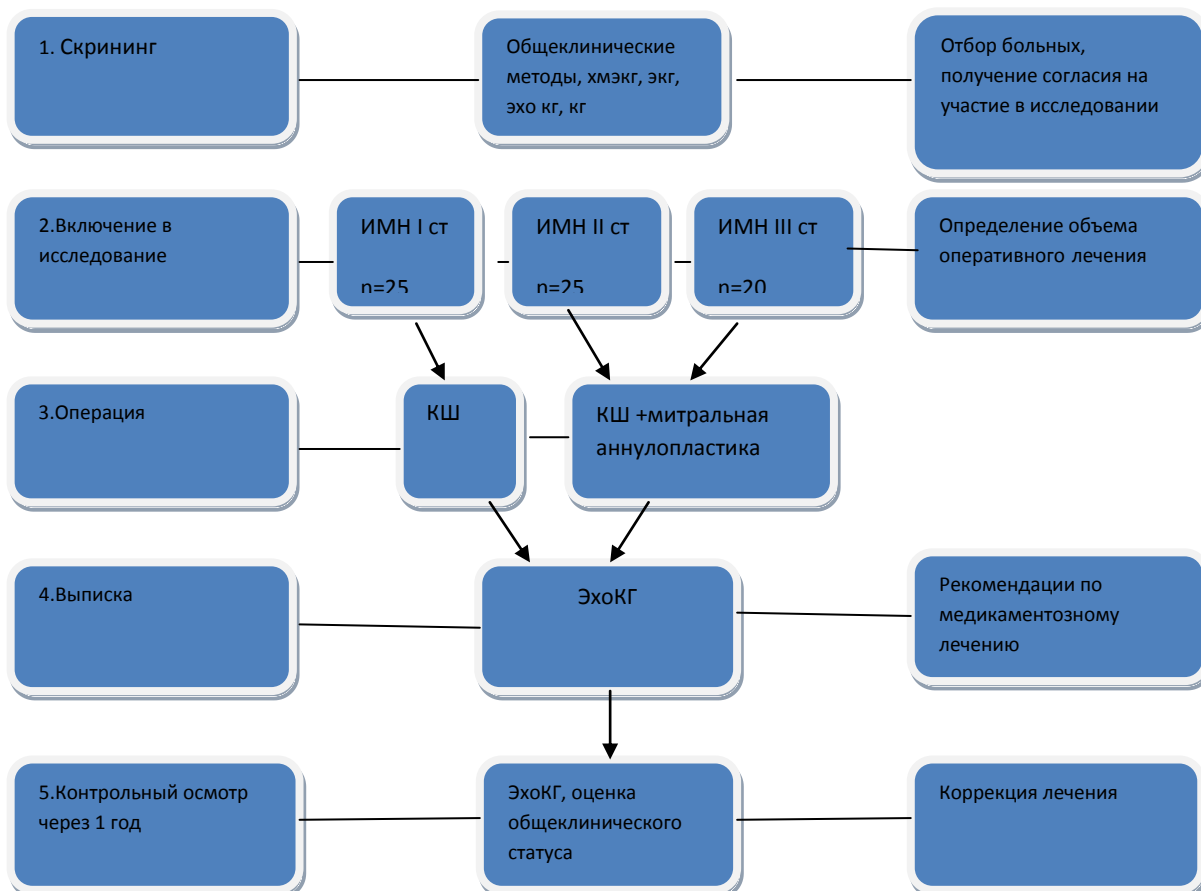 1. Скрининг
Общеклинические
методы, хмэкг, экг,
эхо кг, кг
Отбор больных,
получение согласия на
участие в исследовании
2.Включение в
исследование
ИМН I ст
n=25
ИМН II ст
n=25
ИМН III ст
n=20
Определение объема
оперативного лечения
3.Операция
КШ
КШ +митральная
аннулопластика
4.Выписка
ЭхоКГ
Рекомендации по
медикаментозному
лечению
5.Контрольный осмотр
через 1 год
ЭхоКГ, оценка
общеклинического
статуса
Коррекция лечения